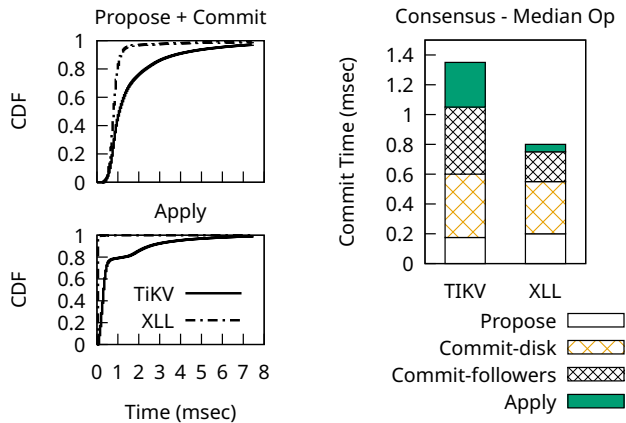 Propose + Commit
CDF
1
0.8
0.6
0.4
0.2
0
Apply
CDF
1
0.8
0.6
0.4
0.2
0
TiKV
XLL
0 1 2 3 4 5 6 7 8
Time (msec)
Consensus - Median Op
Commit Time (msec)
1.4
1.2
1
0.8
0.6
0.4
0.2
0
TIKV XLL
Propose
Commit-disk
Commit-followers
Apply